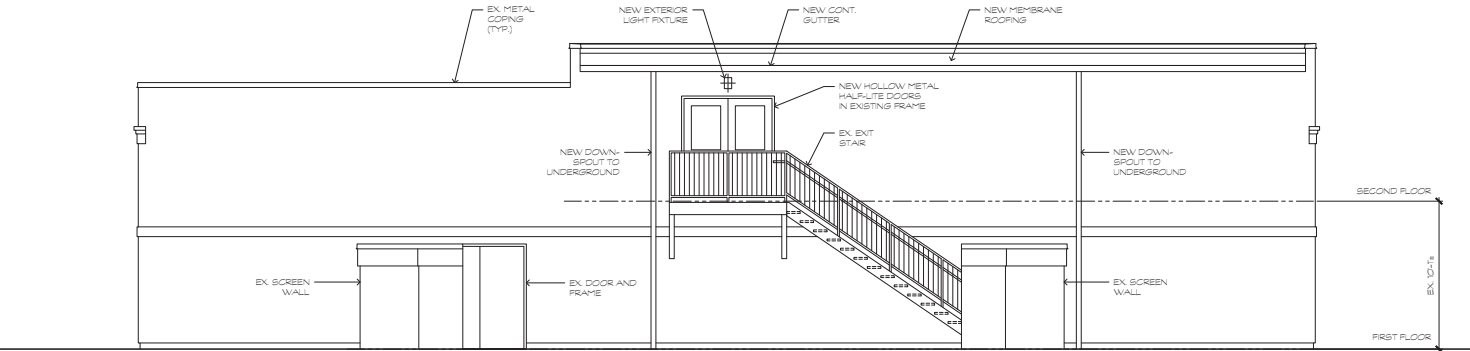 EX. METAL
COPING
(TYP.)
NEW EXTERIOR
LIGHT FIXTURE
NEW CONT.
GUTTER
NEW MEMBRANE
ROOFING
NEW HOLLOW METAL
HALF-LITE DOORS
IN EXISTING FRAME
EX. EXIT
STAIR
NEW DOWN-
SPOUT TO
UNDERGROUND
NEW DOWN-
SPOUT TO
UNDERGROUND
SECOND FLOOR
EX. SCREEN
WALL
EX. DOOR AND
FRAME
EX. SCREEN
WALL
EX.
FIRST FLOOR